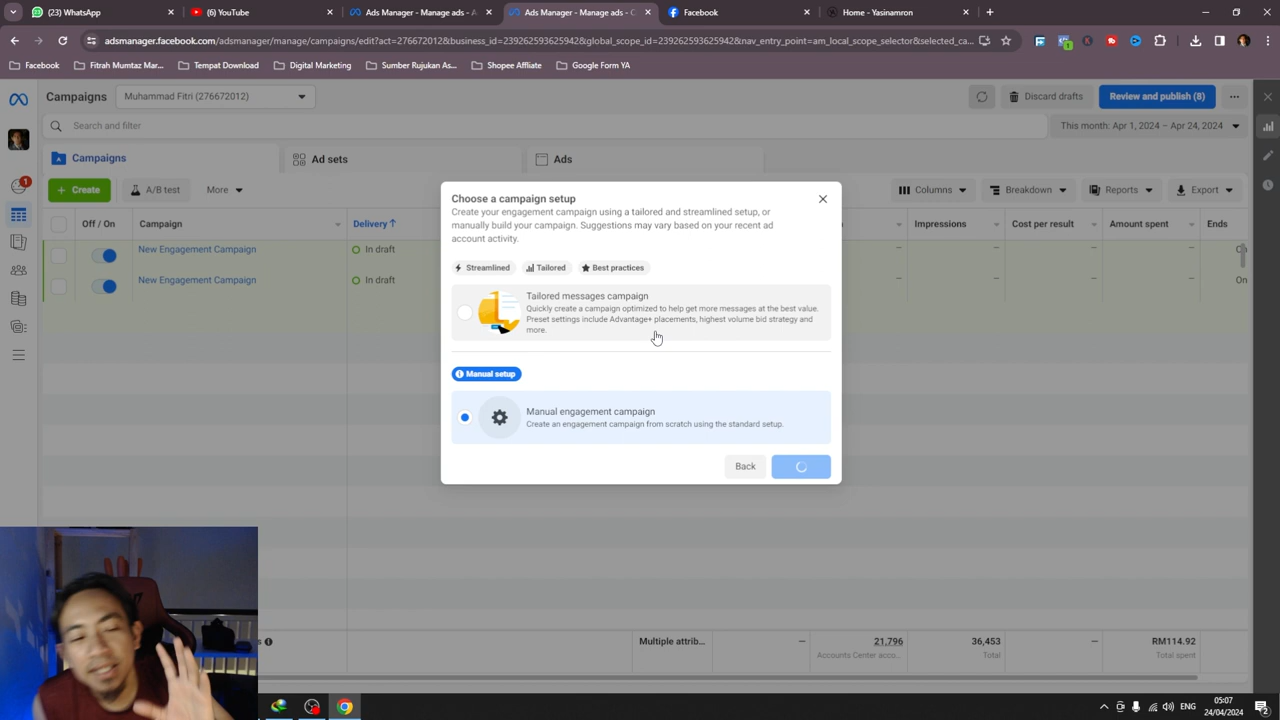 (23) WhatsApp
(6) YouTube
Ads Manager - Manage ads - A
Ads Manager - Manage ads - C
Facebook
Home - Yasinamron
adsmanager.facebook.com/adsmanager/manage/campaigns/edit?act=276672012&business_id=239262593625942&global_scope_id=239262593625942&nav_entry_point=am_local_scope_selector&selected_ca...
Facebook
Fitrah Mumtaz Mar...
Tempat Download
Digital Marketing
Sumber Rujukan As...
Shopee Affliate
Google Form YA
Campaigns
Muhammad Fitri (276672012)
Discard drafts
Review and publish (8)
Search and filter
This month: Apr 1, 2024 – Apr 24, 2024
Campaigns
Ad sets
Ads
1
Create
A/B test
More
Columns
Breakdown
Reports
Export
Off / On
Campaign
Delivery
Impressions
Cost per result
Amount spent
Ends
New Engagement Campaign
In draft
New Engagement Campaign
In draft
On
Choose a campaign setup
Create your engagement campaign using a tailored and streamlined setup, or
manually build your campaign. Suggestions may vary based on your recent ad
account activity.
Streamlined
Tailored
Best practices
Tailored messages campaign
Quickly create a campaign optimized to help get more messages at the best value.
Preset settings include Advantage+ placements, highest volume bid strategy and
more.
Manual setup
Manual engagement campaign
Create an engagement campaign from scratch using the standard setup.
Back
Multiple attrib...
21,796
36,453
RM114.92
Accounts Center acco...
Total
Total spent
ENG
05:07
24/04/2024
2